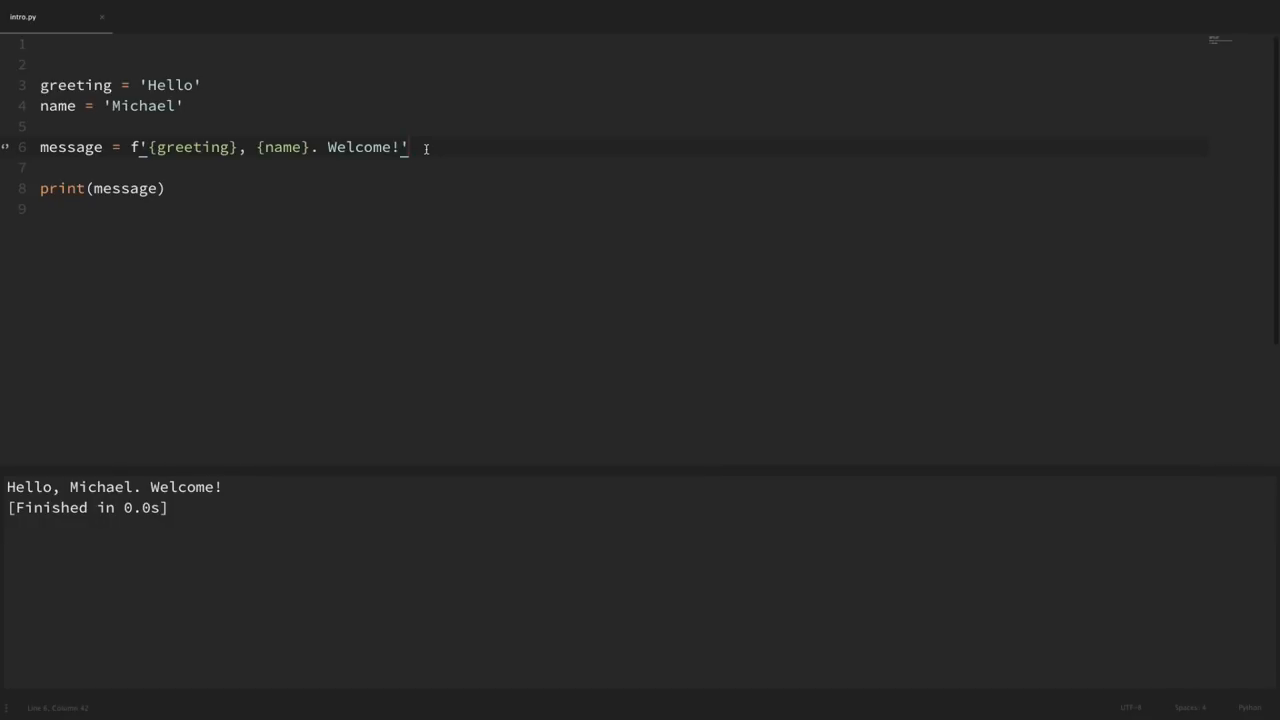 intro.py ×
1
2
3 greeting = 'Hello'
4 name = 'Michael'
5
6 message = f'{greeting}, {name}. Welcome!'
7
8 print(message)
9
Hello, Michael. Welcome!
[Finished in 0.0s]
Line 6, Column 42 UTF-8 Spaces: 4 Python